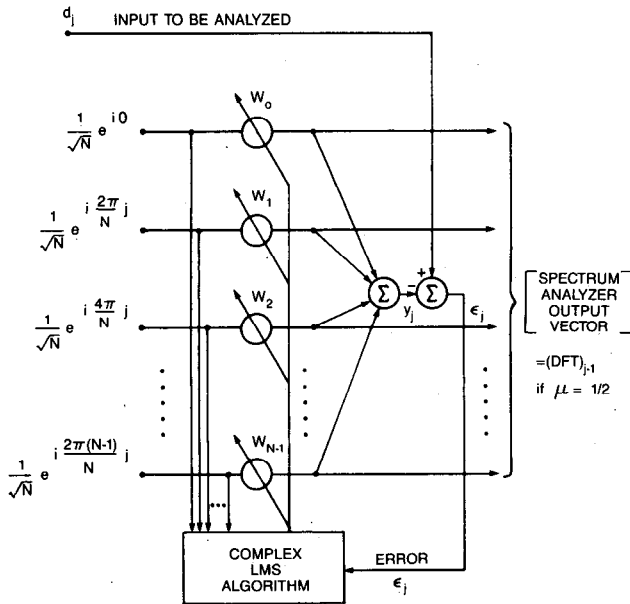 d_j INPUT TO BE ANALYZED
W_o
1/√N e^{i0}
W_1
1/√N e^{i 2π/N j}
W_2
1/√N e^{i 4π/N j}
W_{N-1}
1/√N e^{i 2π(N-1)/N j}
+
Σ − Σ
y_j
ϵ_j
SPECTRUM
ANALYZER
OUTPUT
VECTOR
=(DFT)_{j-1}
if μ = 1/2
COMPLEX
LMS
ALGORITHM
ERROR
ϵ_j